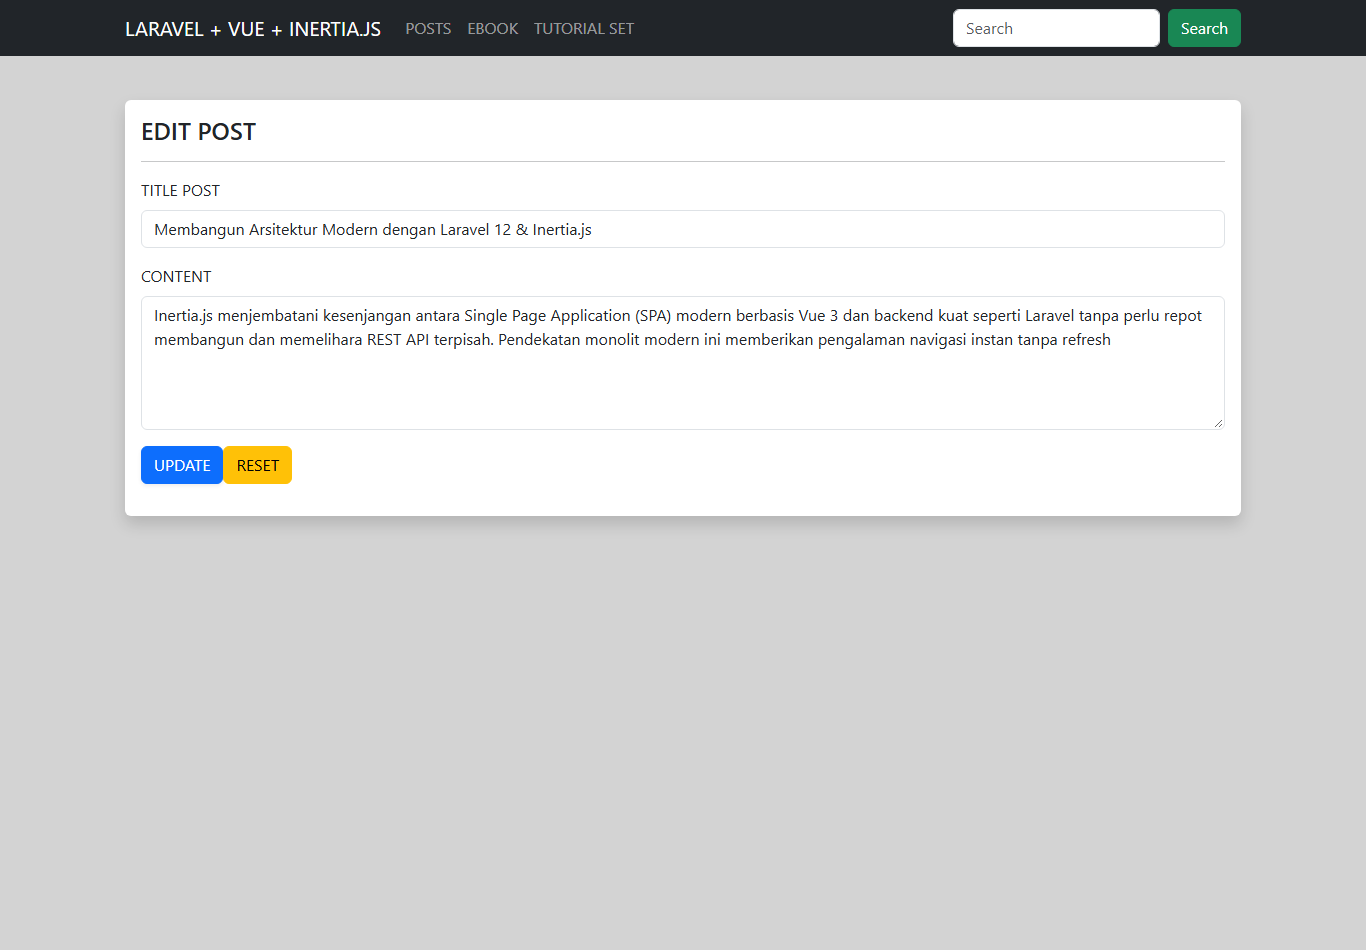 LARAVEL + VUE + INERTIA.JS POSTS EBOOK TUTORIAL SET Search Search
EDIT POST
TITLE POST
Membangun Arsitektur Modern dengan Laravel 12 & Inertia.js
CONTENT
Inertia.js menjembatani kesenjangan antara Single Page Application (SPA) modern berbasis Vue 3 dan backend kuat seperti Laravel tanpa perlu repot
membangun dan memelihara REST API terpisah. Pendekatan monolit modern ini memberikan pengalaman navigasi instan tanpa refresh
UPDATE RESET